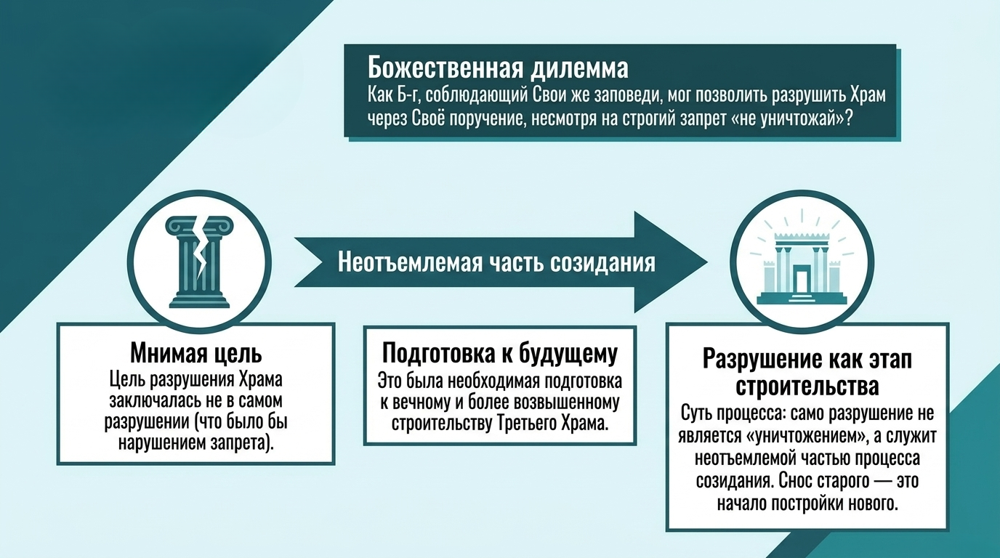 Божественная дилемма
Как Б-г, соблюдающий Свои же заповеди, мог позволить разрушить Храм
через Своё поручение, несмотря на строгий запрет «не уничтожай»?
Неотъемлемая часть созидания
Мнимая цель
Цель разрушения Храма
заключалась не в самом
разрушении (что было бы
нарушением запрета).
Подготовка к будущему
Это была необходимая подготовка
к вечному и более возвышенному
строительству Третьего Храма.
Разрушение как этап
строительства
Суть процесса: само разрушение не
является «уничтожением», а служит
неотъемлемой частью процесса
созидания. Снос старого — это
начало постройки нового.